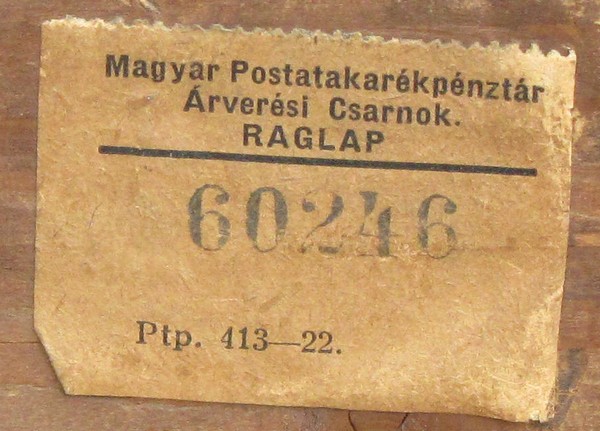 Magyar Postatakarékpénztár
Árverési Csarnok.
RAGLAP
60246
Ptp. 413—22.